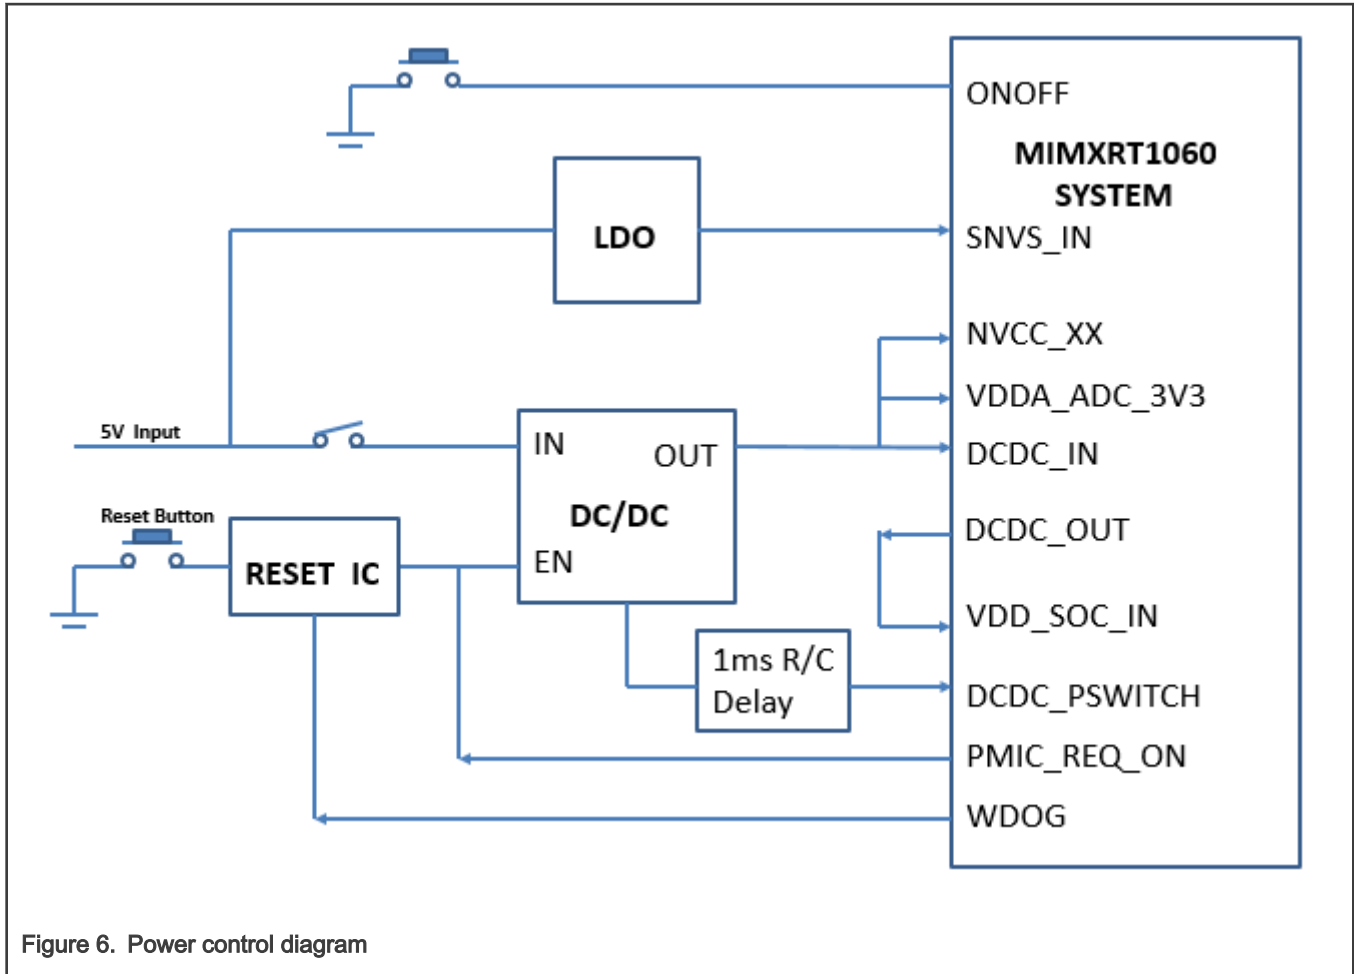 ONOFF
MIMXRT1060
SYSTEM
LDO
SNVS_IN
NVCC_XX
VDDA_ADC_3V3
5V Input
IN
OUT
DCDC_IN
DC/DC
Reset Button
DCDC_OUT
EN
RESET IC
VDD_SOC_IN
1ms R/C
Delay
DCDC_PSWITCH
PMIC_REQ_ON
WDOG
Figure 6. Power control diagram